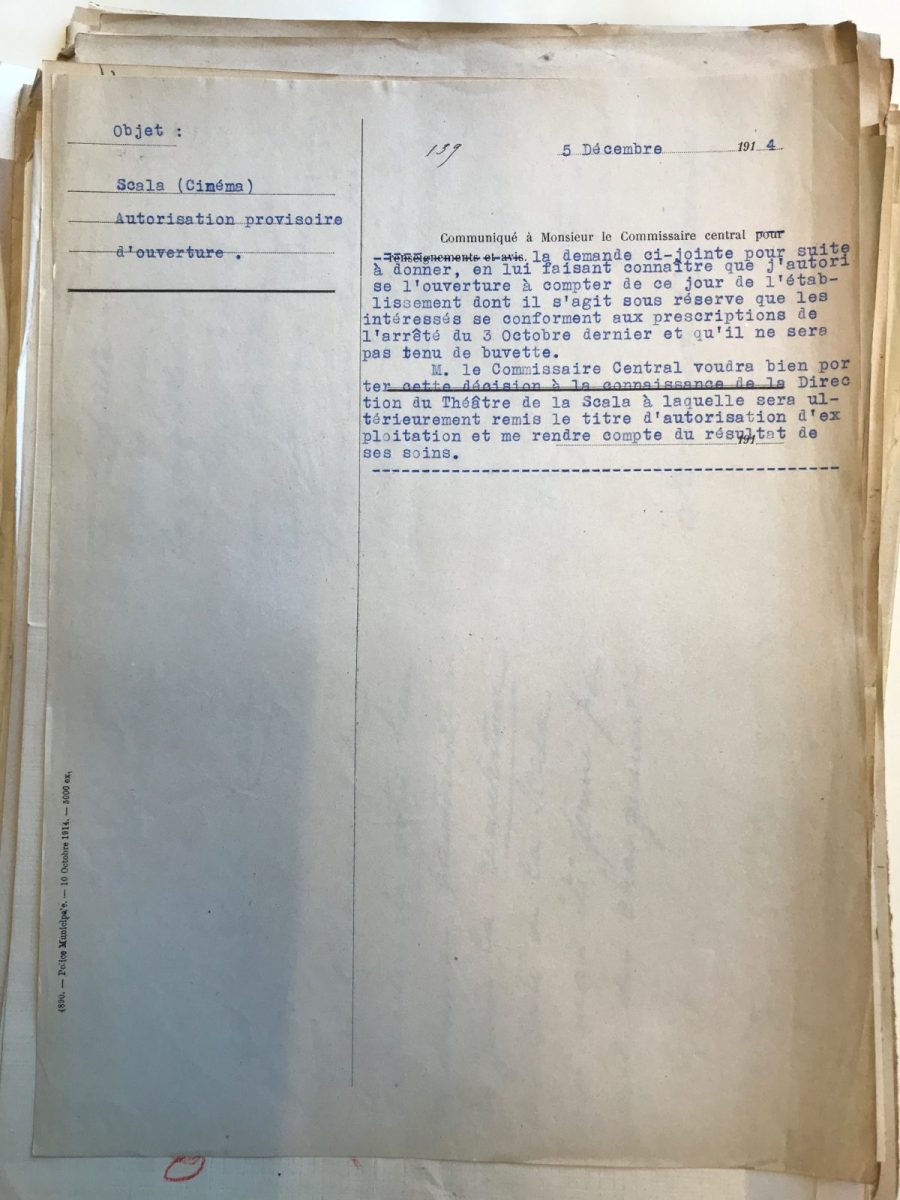 Objet :
Scala (Cinéma)
Autorisation provisoire
d'ouverture .
139
5 Décembre 1914
Communiqué à Monsieur le Commissaire central pour
renseignements et avis. la demande ci-jointe pour suite
à donner, en lui faisant connaître que j'autori
se l'ouverture à compter de ce jour de l'étab-
lissement dont il s'agit sous réserve que les
intéressés se conforment aux prescriptions de
l'arrêté du 3 Octobre dernier et qu'il ne sera
pas tenu de buvette.
M. le Commissaire Central voudra bien por
ter cette décision à la connaissance de la Direc
tion du Théâtre de la Scala à laquelle sera ul-
térieurement remis le titre d'autorisation d'ex
ploitation et me rendre compte du résultat de
191
ses soins.
4890. — Police Municipale. — 10 Octobre 1914. — 5000 ex.